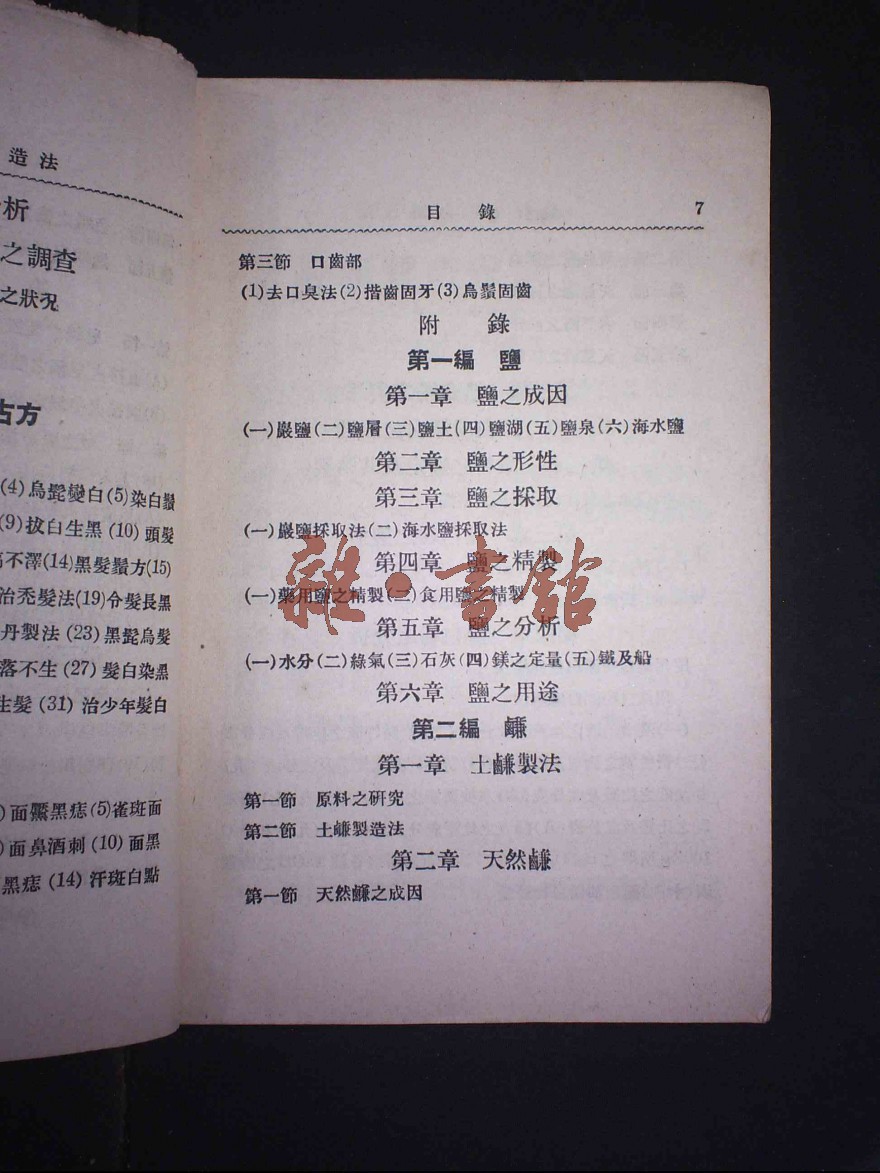 造法
析
之調查
之狀況
古方
(4)烏髭變白(5)染白鬚
(9)拔白生黑(10)頭髮
不澤(14)黑髮鬚方(15)
治禿髮法(19)令髮長黑
丹製法(23)黑髭烏髮
落不生(27)髮白染黑
生髮(31)治少年髮白
面黡黑痣(5)雀斑面
面鼻酒刺(10)面黑
黑痣(14)汗斑白點
目錄 7
第三節 口齒部
(1)去口臭法(2)揩齒固牙(3)烏鬚固齒
附錄
第一編 鹽
第一章 鹽之成因
(一)巖鹽(二)鹽層(三)鹽土(四)鹽湖(五)鹽泉(六)海水鹽
第二章 鹽之形性
第三章 鹽之採取
(一)巖鹽採取法(二)海水鹽採取法
第四章 鹽之精製
(一)藥用鹽之精製(二)食用鹽之精製
第五章 鹽之分析
(一)水分(二)綠氣(三)石灰(四)鎂之定量(五)鐵及鋁
第六章 鹽之用途
第二編 鹻
第一章 土鹻製法
第一節 原料之研究
第二節 土鹻製造法
第二章 天然鹻
第一節 天然鹻之成因
雜·書館